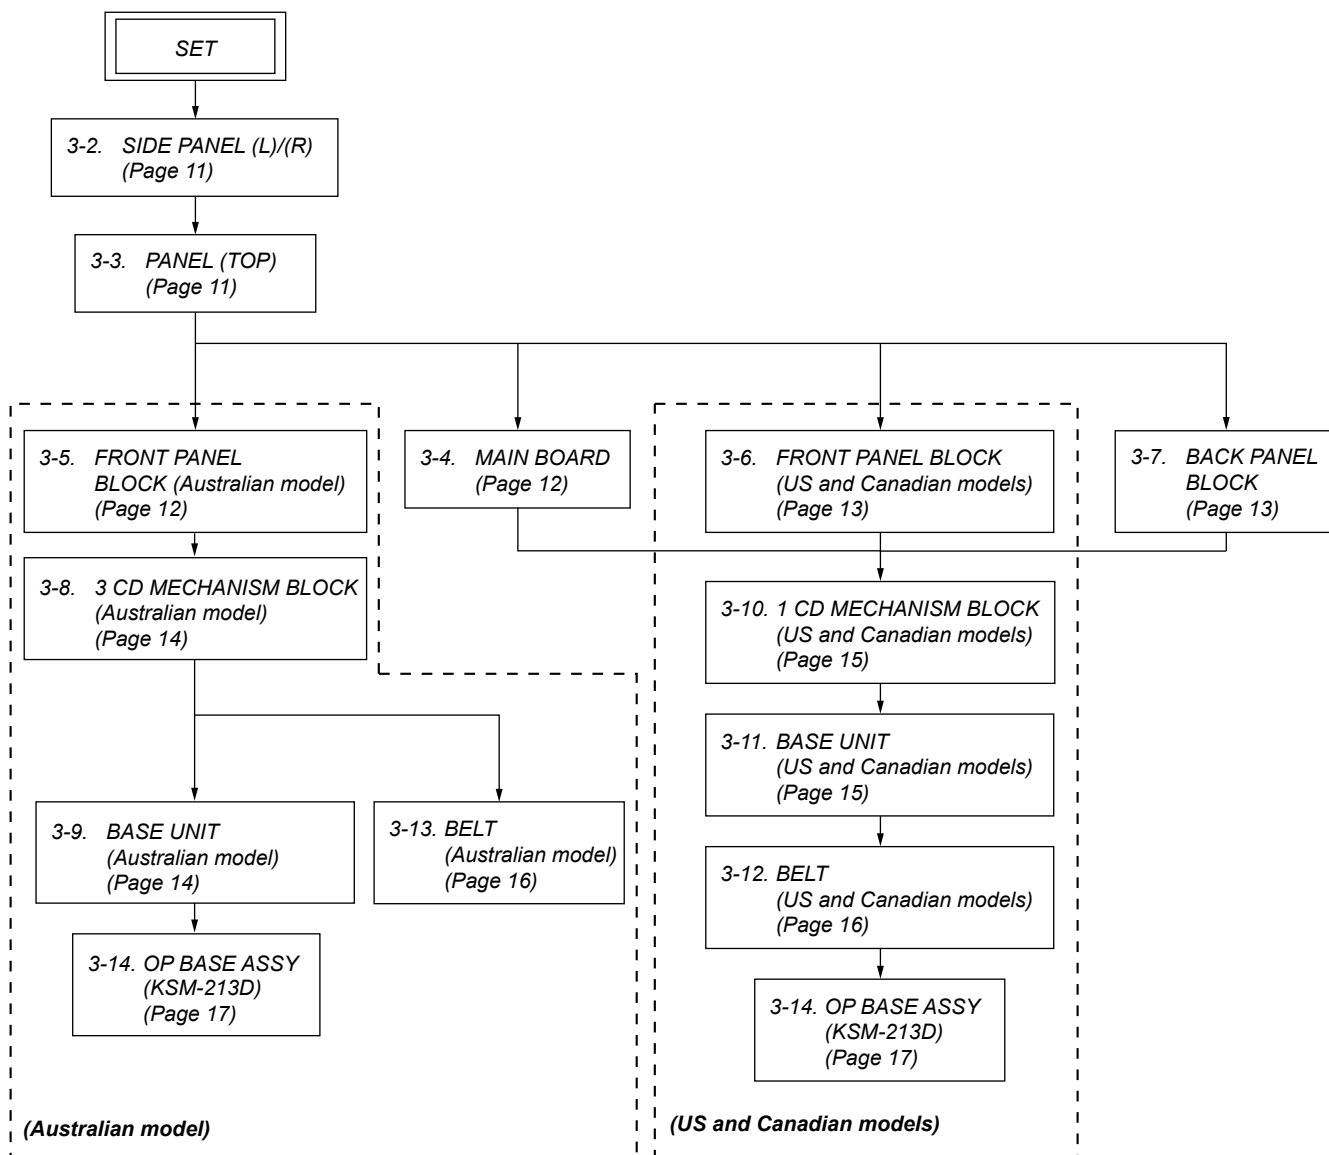 SET
3-2. SIDE PANEL (L)/(R)
(Page 11)
3-3. PANEL (TOP)
(Page 11)
3-5. FRONT PANEL
BLOCK (Australian model)
(Page 12)
3-4. MAIN BOARD
(Page 12)
3-6. FRONT PANEL BLOCK
(US and Canadian models)
(Page 13)
3-7. BACK PANEL
BLOCK
(Page 13)
3-8. 3 CD MECHANISM BLOCK
(Australian model)
(Page 14)
3-10. 1 CD MECHANISM BLOCK
(US and Canadian models)
(Page 15)
3-11. BASE UNIT
(US and Canadian models)
(Page 15)
3-9. BASE UNIT
(Australian model)
(Page 14)
3-13. BELT
(Australian model)
(Page 16)
3-12. BELT
(US and Canadian models)
(Page 16)
3-14. OP BASE ASSY
(KSM-213D)
(Page 17)
3-14. OP BASE ASSY
(KSM-213D)
(Page 17)
(Australian model)
(US and Canadian models)